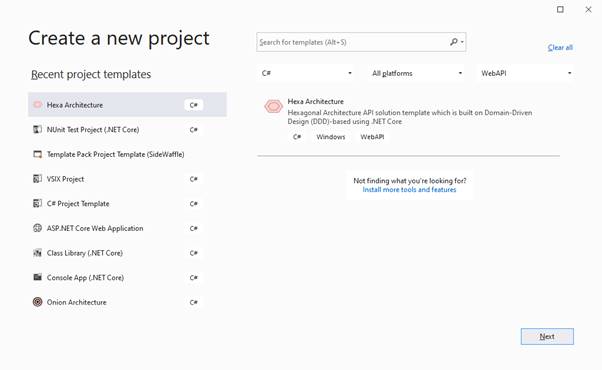 Create a new project
Search for templates (Alt+S)
Clear all
Recent project templates
C#
All platforms
WebAPI
Hexa Architecture
C#
NUnit Test Project (.NET Core)
C#
Template Pack Project Template (SideWaffle)
VSIX Project
C#
C# Project Template
C#
ASP.NET Core Web Application
C#
Class Library (.NET Core)
C#
Console App (.NET Core)
C#
Onion Architecture
C#
Hexa Architecture
Hexagonal Architecture API solution template which is built on Domain-Driven
Design (DDD)-based using .NET Core
C# Windows WebAPI
Not finding what you're looking for?
Install more tools and features
Next